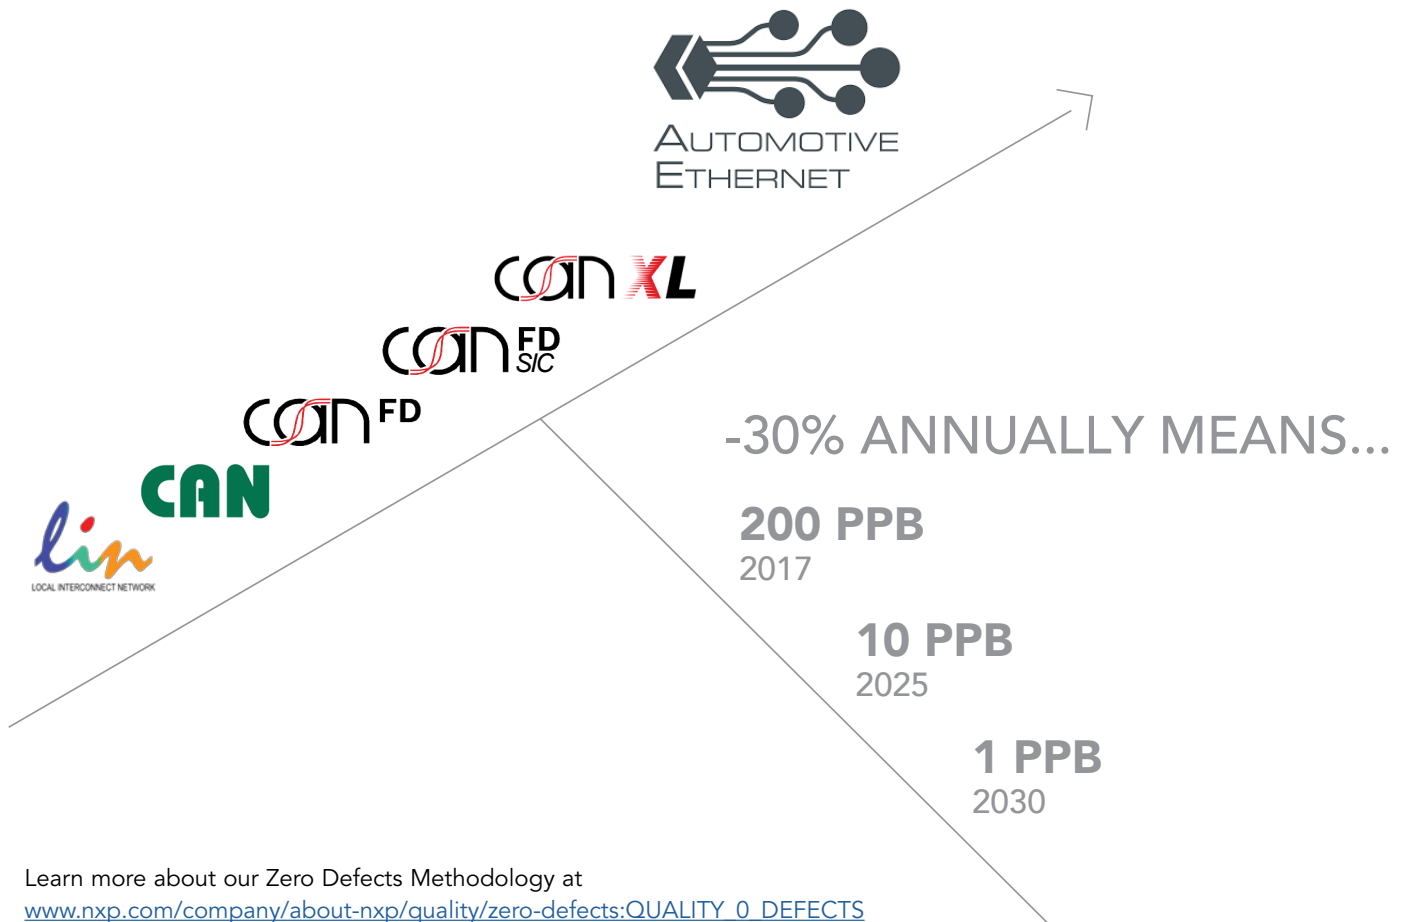 AUTOMOTIVE
ETHERNET
can XL
can FD
SIC
can FD
CAN
lin
LOCAL INTERCONNECT NETWORK
-30% ANNUALLY MEANS...
200 PPB
2017
10 PPB
2025
1 PPB
2030
Learn more about our Zero Defects Methodology at
www.nxp.com/company/about-nxp/quality/zero-defects:QUALITY_0_DEFECTS